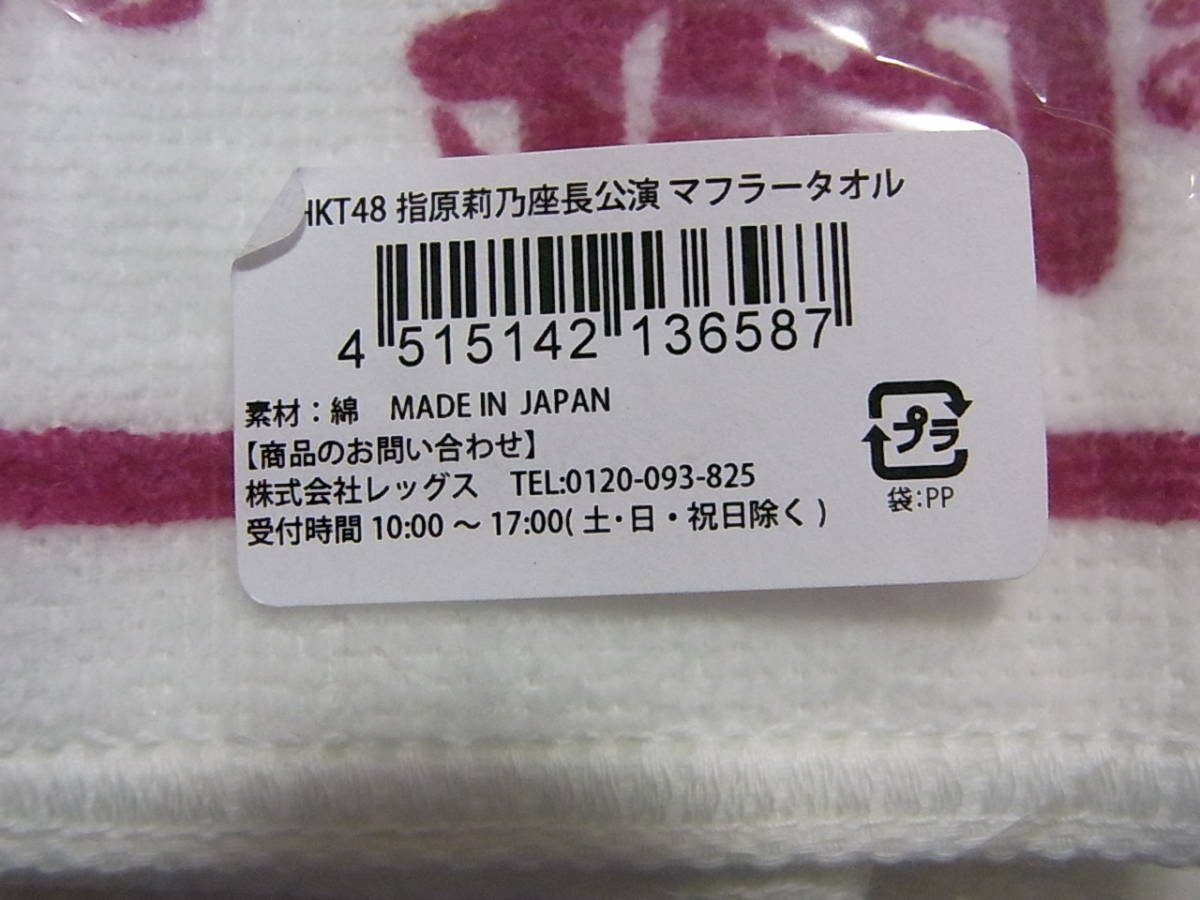 HKT48 指原莉乃座長公演 マフラータオル
4 515142 136587
素材：綿 MADE IN JAPAN
【商品のお問い合わせ】
株式会社レッグス TEL:0120-093-825
受付時間 10:00 ～ 17:00( 土・日・祝日除く )
プラ
袋:PP